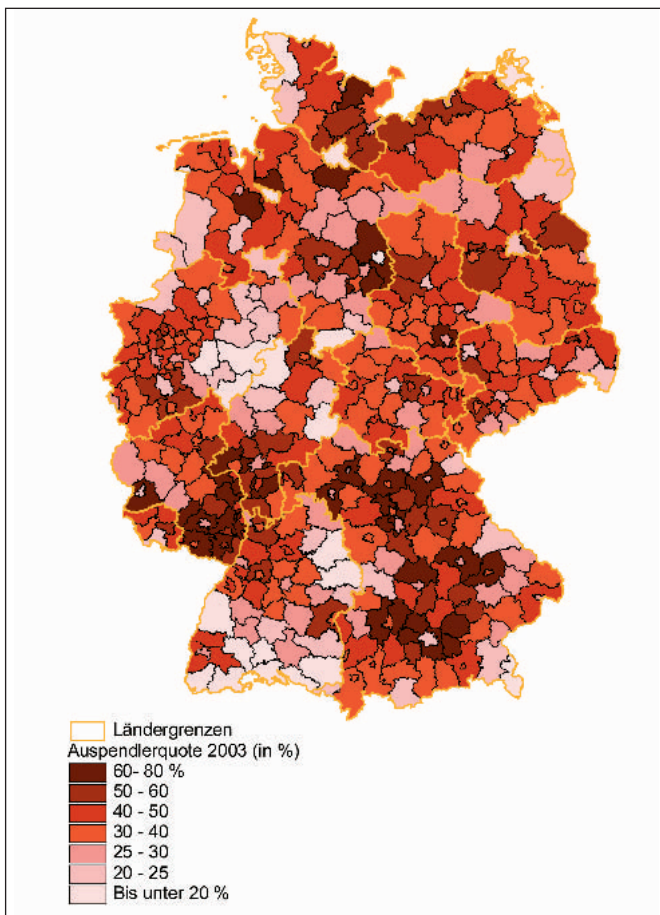 Ländergrenzen
Auspendlerquote 2003 (in %)
60- 80 %
50 - 60
40 - 50
30 - 40
25 - 30
20 - 25
Bis unter 20 %